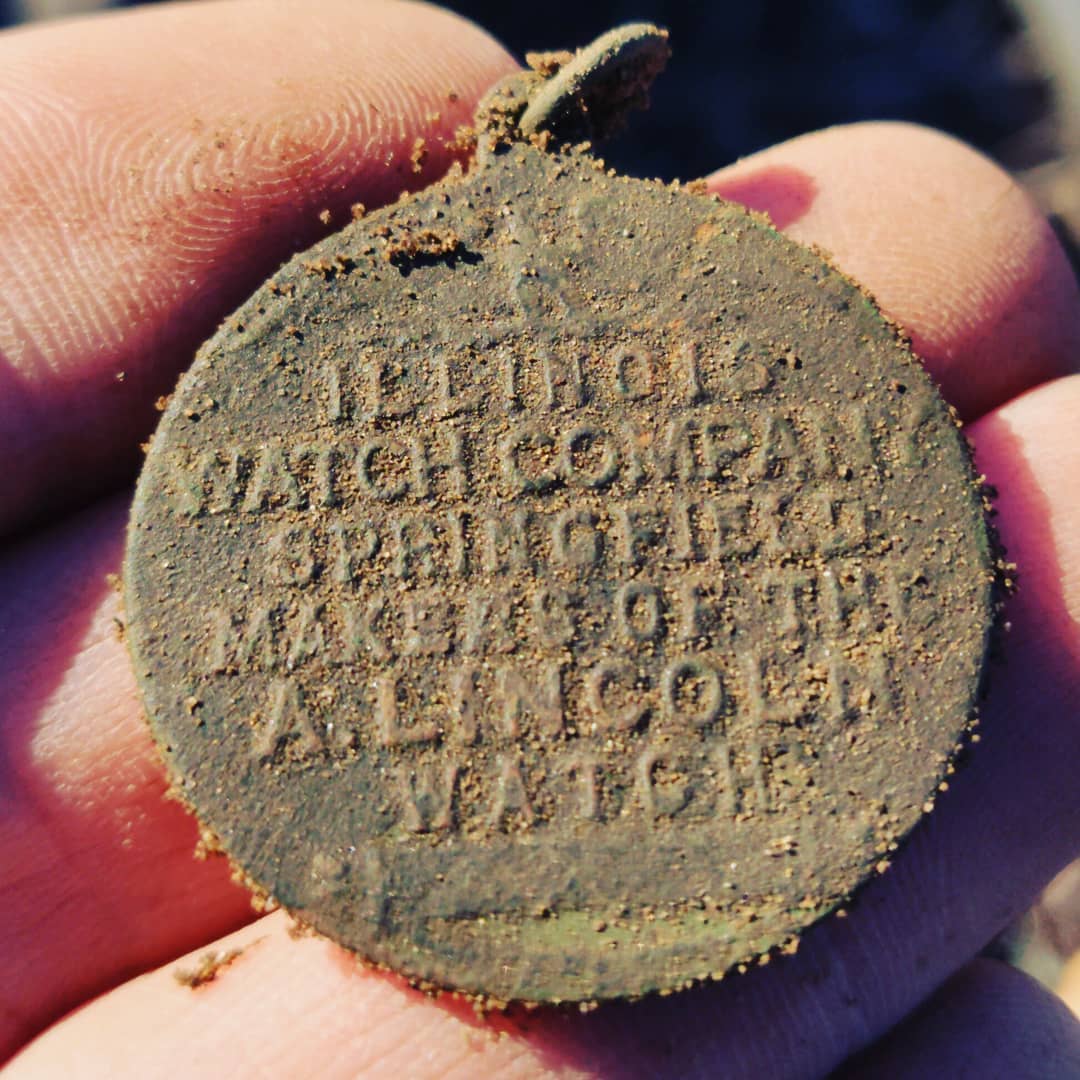 ILLINOIS
WATCH COMPANY
SPRINGFIELD
MAKERS OF THE
A. LINCOLN
WATCH